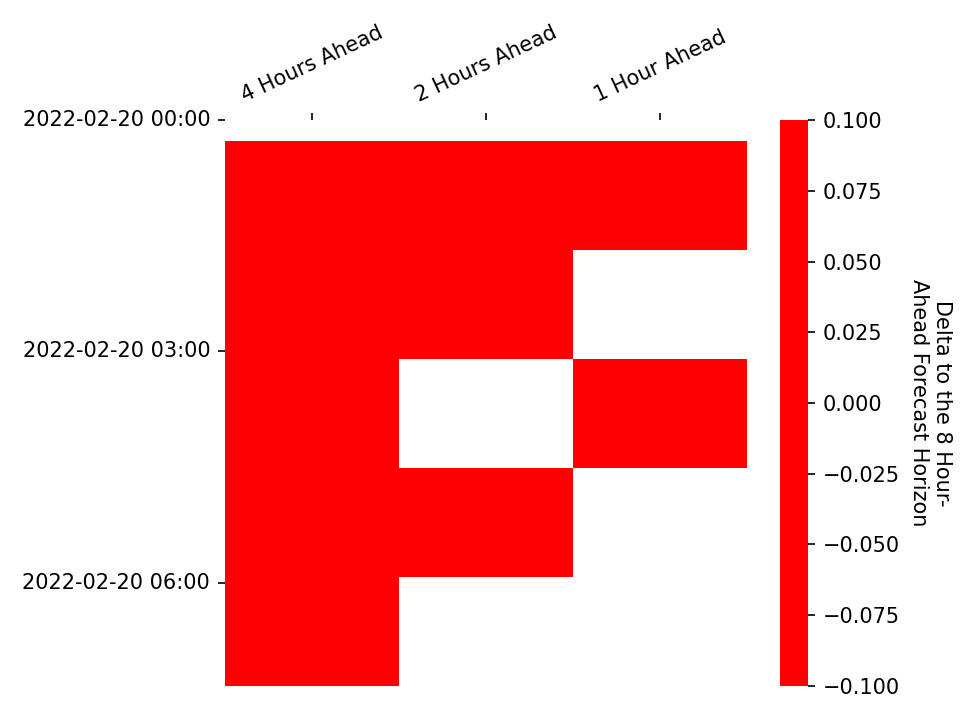 4 Hours Ahead
2 Hours Ahead
1 Hour Ahead
2022-02-20 00:00
2022-02-20 03:00
2022-02-20 06:00
0.100
0.075
0.050
0.025
0.000
−0.025
−0.050
−0.075
−0.100
Delta to the 8 Hour-
Ahead Forecast Horizon